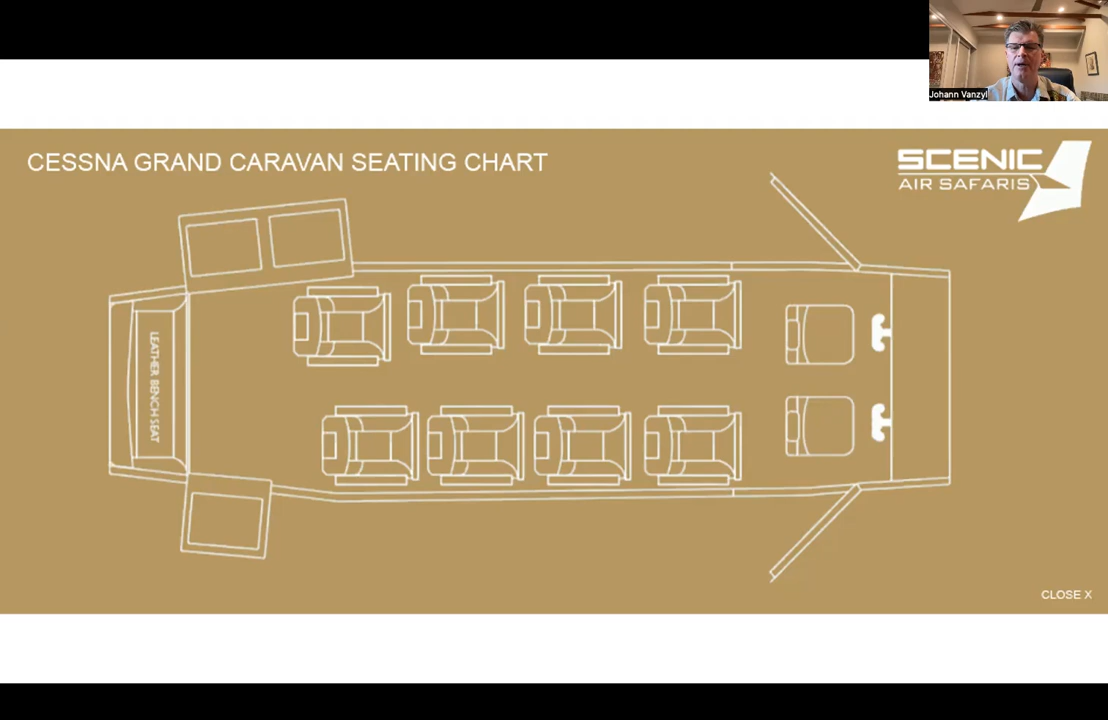 Johann Vanzyl
CESSNA GRAND CARAVAN SEATING CHART
SCENIC
AIR SAFARIS
LEATHER BENCH SEAT
CLOSE X